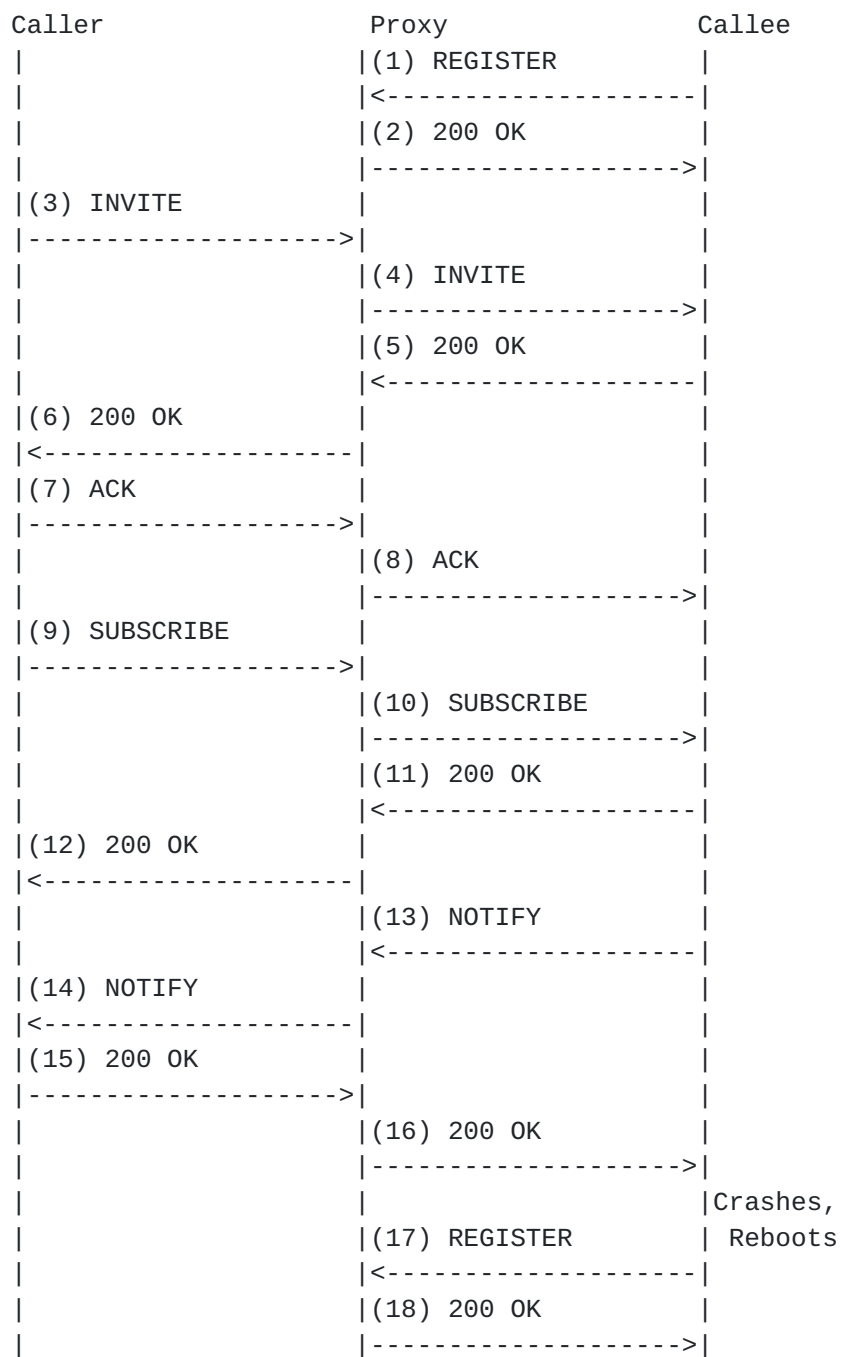 Caller Proxy Callee
| |(1) REGISTER |
| |<--------------------|
| |(2) 200 OK |
| |-------------------->|
|(3) INVITE | |
|-------------------->| |
| |(4) INVITE |
| |-------------------->|
| |(5) 200 OK |
| |<--------------------|
|(6) 200 OK | |
|<--------------------| |
|(7) ACK | |
|-------------------->| |
| |(8) ACK |
| |-------------------->|
|(9) SUBSCRIBE | |
|-------------------->| |
| |(10) SUBSCRIBE |
| |-------------------->|
| |(11) 200 OK |
| |<--------------------|
|(12) 200 OK | |
|<--------------------| |
| |(13) NOTIFY |
| |<--------------------|
|(14) NOTIFY | |
|<--------------------| |
|(15) 200 OK | |
|-------------------->| |
| |(16) 200 OK |
| |-------------------->|
| | |Crashes,
| |(17) REGISTER | Reboots
| |<--------------------|
| |(18) 200 OK |
| |-------------------->|